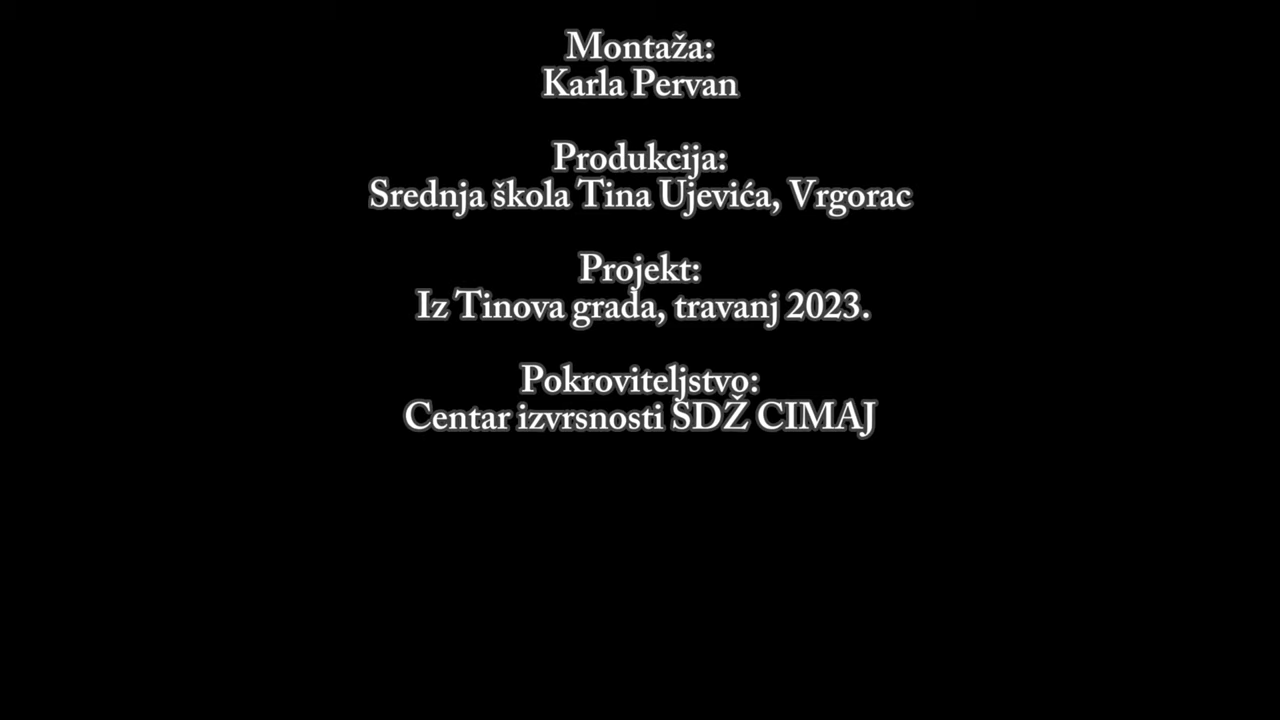 Montaža:
Karla Pervan
Produkcija:
Srednja škola Tina Ujevića, Vrgorac
Projekt:
Iz Tinova grada, travanj 2023.
Pokroviteljstvo:
Centar izvrsnosti SDŽ CIMAJ